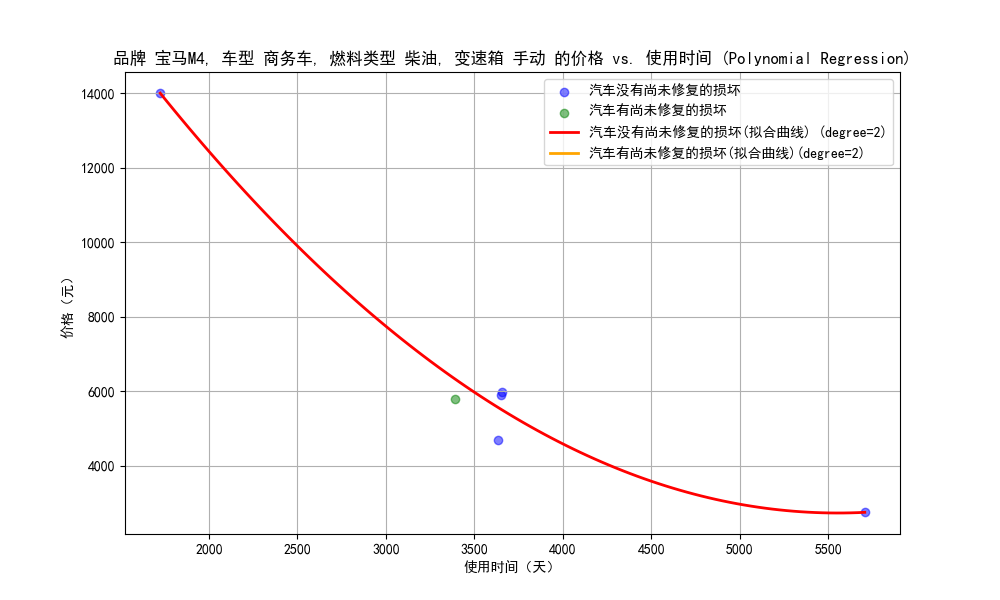 品牌 宝马M4, 车型 商务车, 燃料类型 柴油, 变速箱 手动 的价格 vs. 使用时间 (Polynomial Regression)
汽车没有尚未修复的损坏
汽车有尚未修复的损坏
汽车没有尚未修复的损坏(拟合曲线) (degree=2)
汽车有尚未修复的损坏(拟合曲线)(degree=2)
14000
12000
10000
8000
6000
4000
价格（元）
2000 2500 3000 3500 4000 4500 5000 5500
使用时间（天）